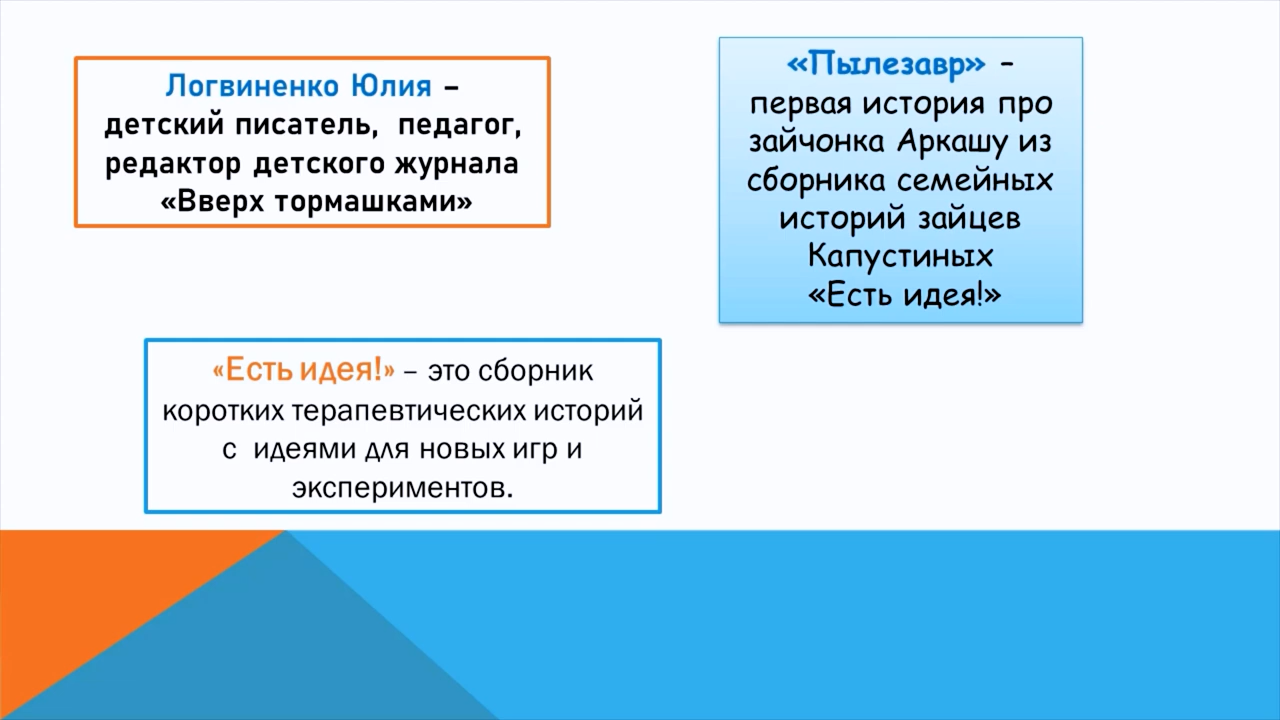 Логвиненко Юлия –
детский писатель, педагог,
редактор детского журнала
«Вверх тормашками»
«Пылезавр» –
первая история про
зайчонка Аркашу из
сборника семейных
историй зайцев
Капустиных
«Есть идея!»
«Есть идея!» – это сборник
коротких терапевтических историй
с идеями для новых игр и
экспериментов.